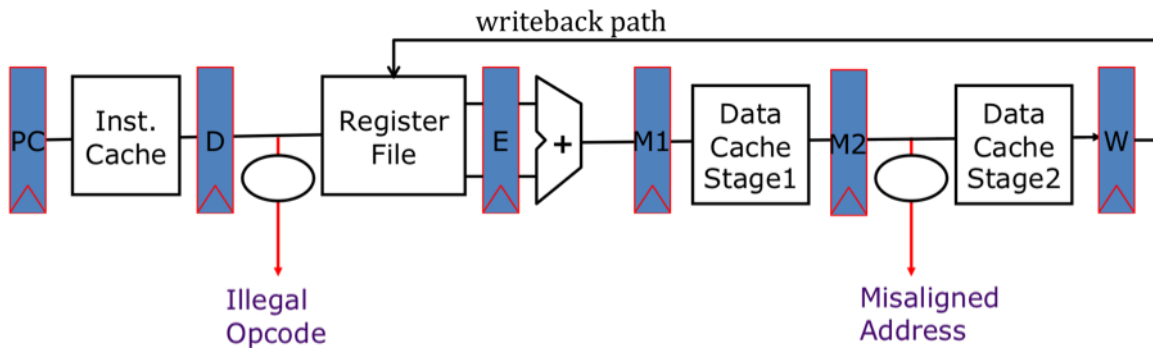 writeback path
PC
Inst.
Cache
D
Register
File
E
+
M1
Data
Cache
Stage1
M2
Data
Cache
Stage2
W
Illegal
Opcode
Misaligned
Address